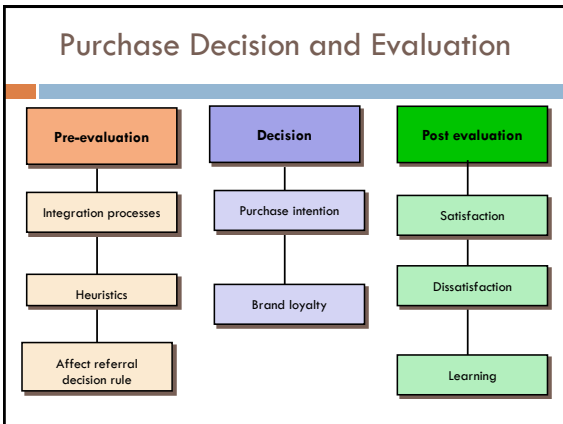 Purchase Decision and Evaluation
Pre-evaluation
Integration processes
Heuristics
Affect referral
decision rule
Decision
Purchase intention
Brand loyalty
Post evaluation
Satisfaction
Dissatisfaction
Learning